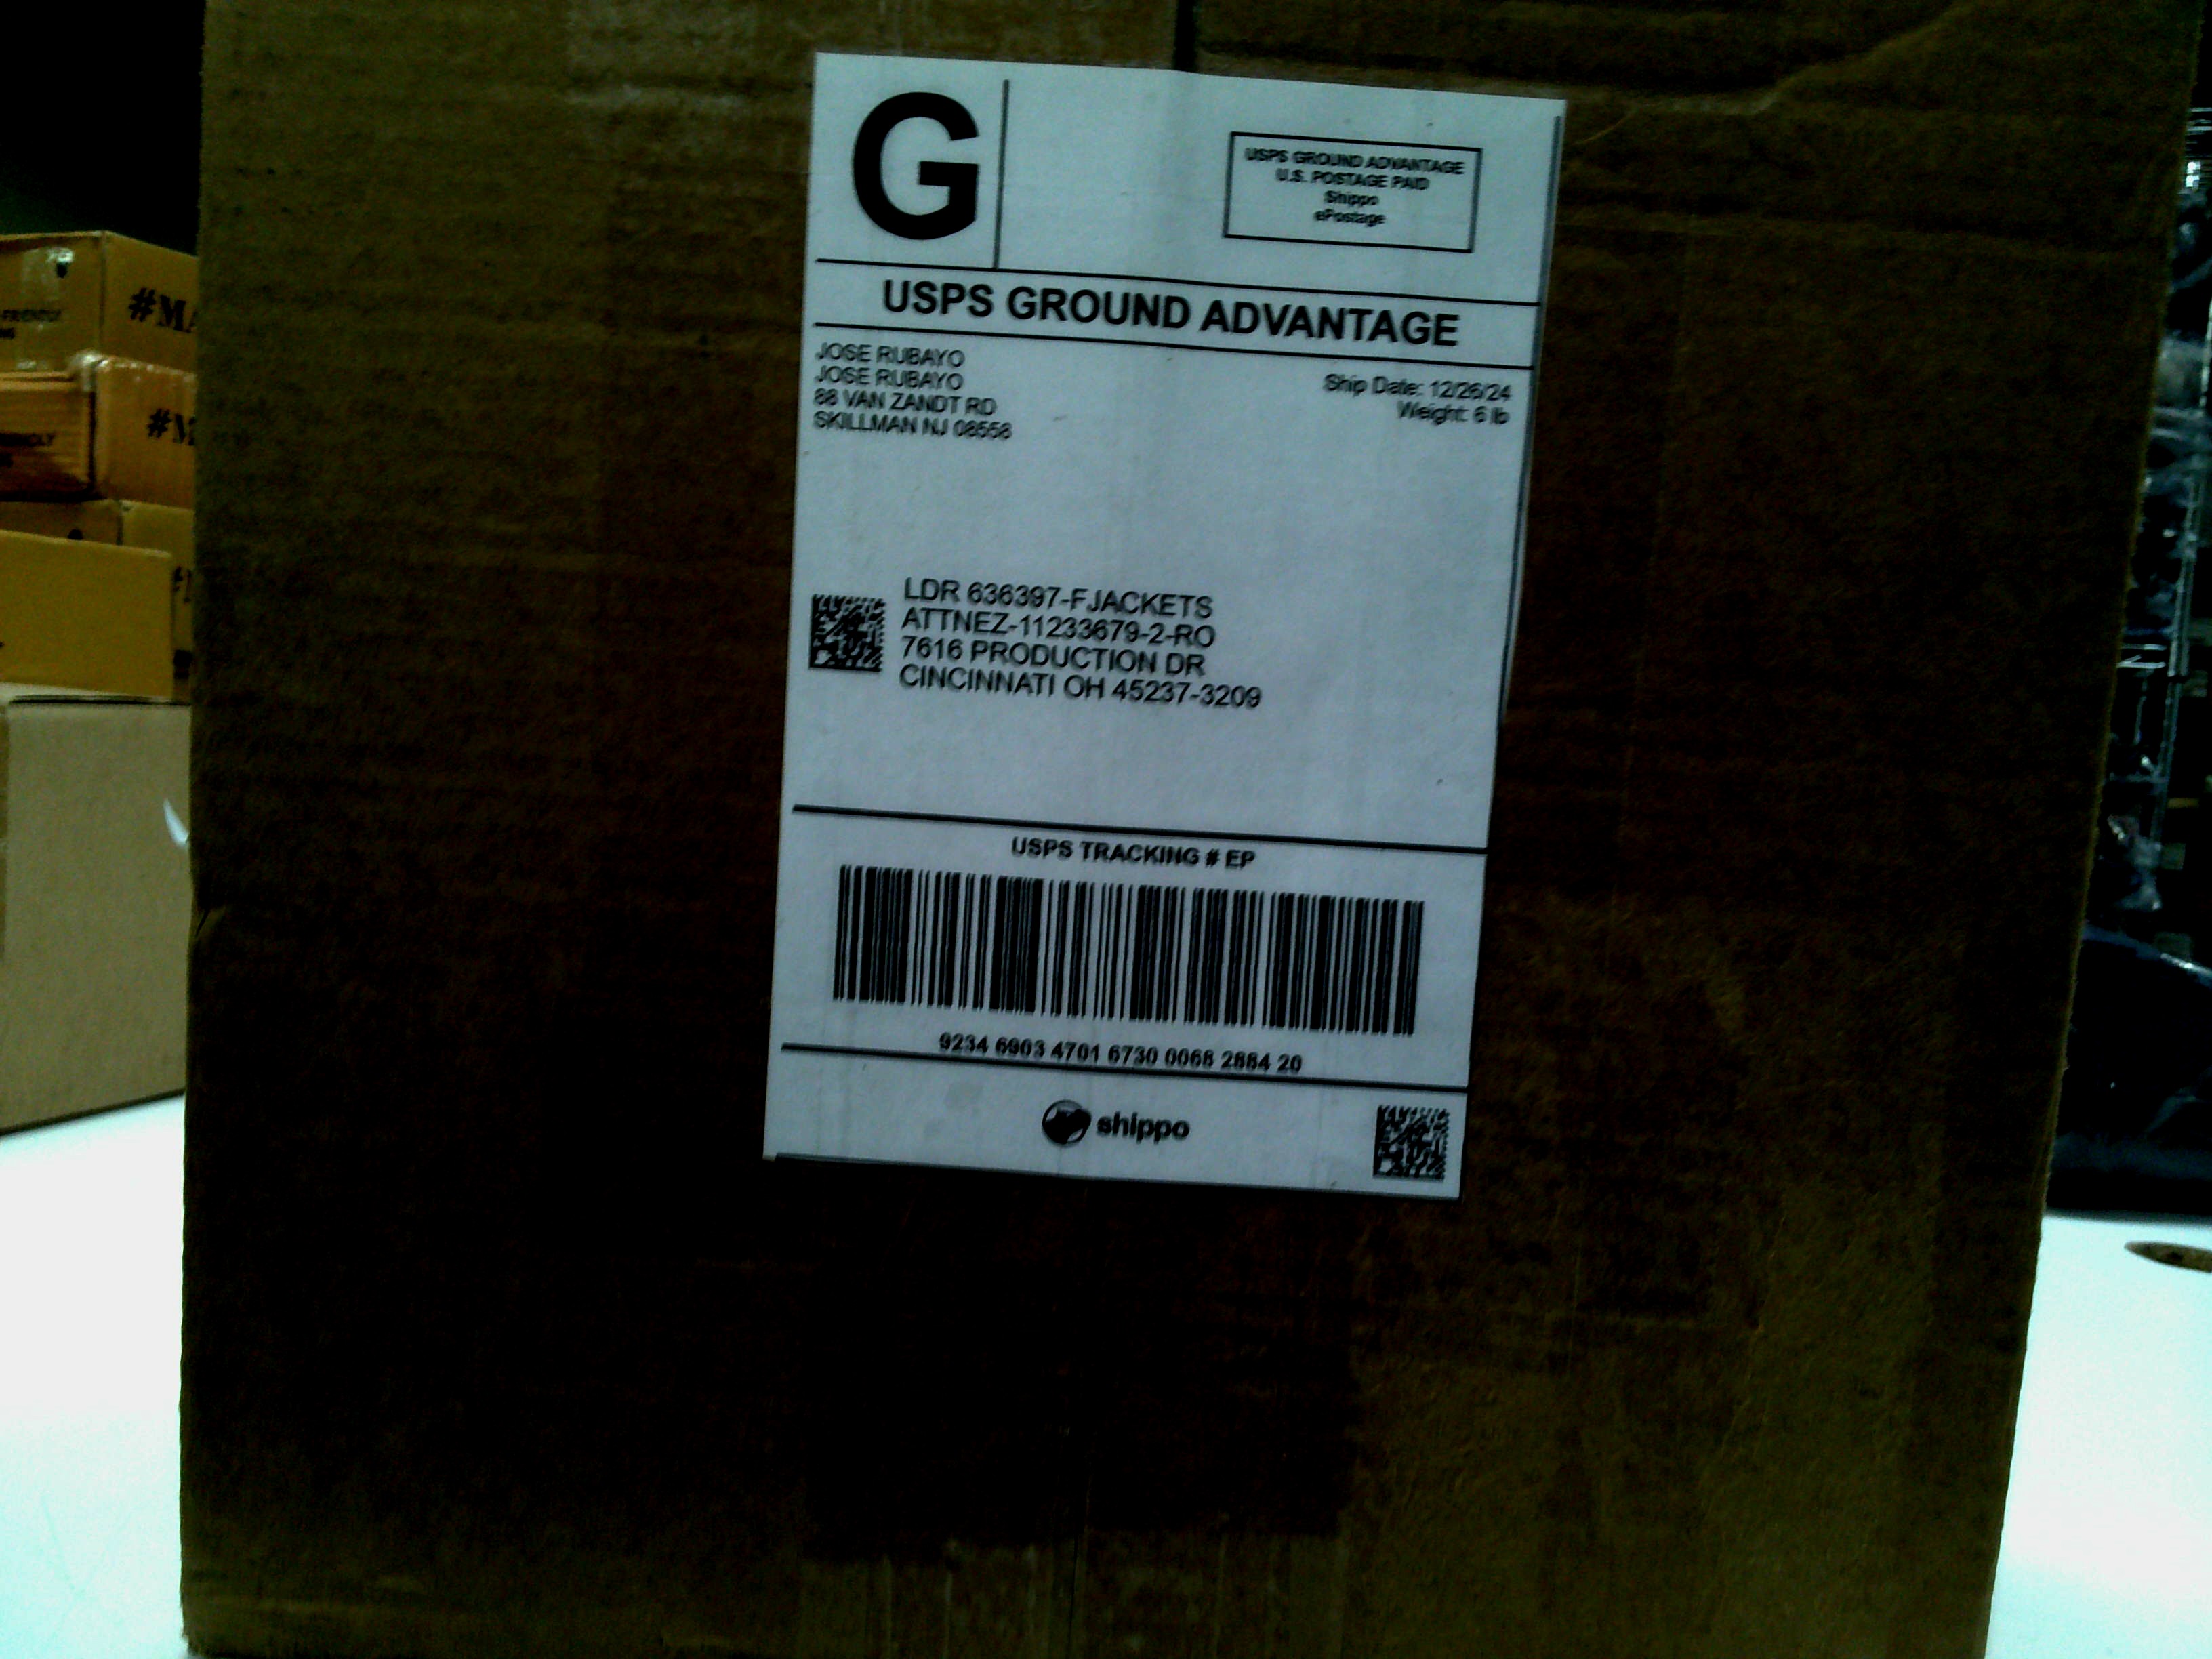 G
USPS GROUND ADVANTAGE
U.S. POSTAGE PAID
Shippo
ePostage
USPS GROUND ADVANTAGE
JOSE RUBAYO
JOSE RUBAYO
88 VAN ZANDT RD
SKILLMAN NJ 08558
Ship Date: 12/26/24
Weight: 6 lb
LDR 636397-FJACKETS
ATTNEZ-11233679-2-RO
7616 PRODUCTION DR
CINCINNATI OH 45237-3209
USPS TRACKING # EP
9234 6903 4701 6730 0068 2884 20
shippo